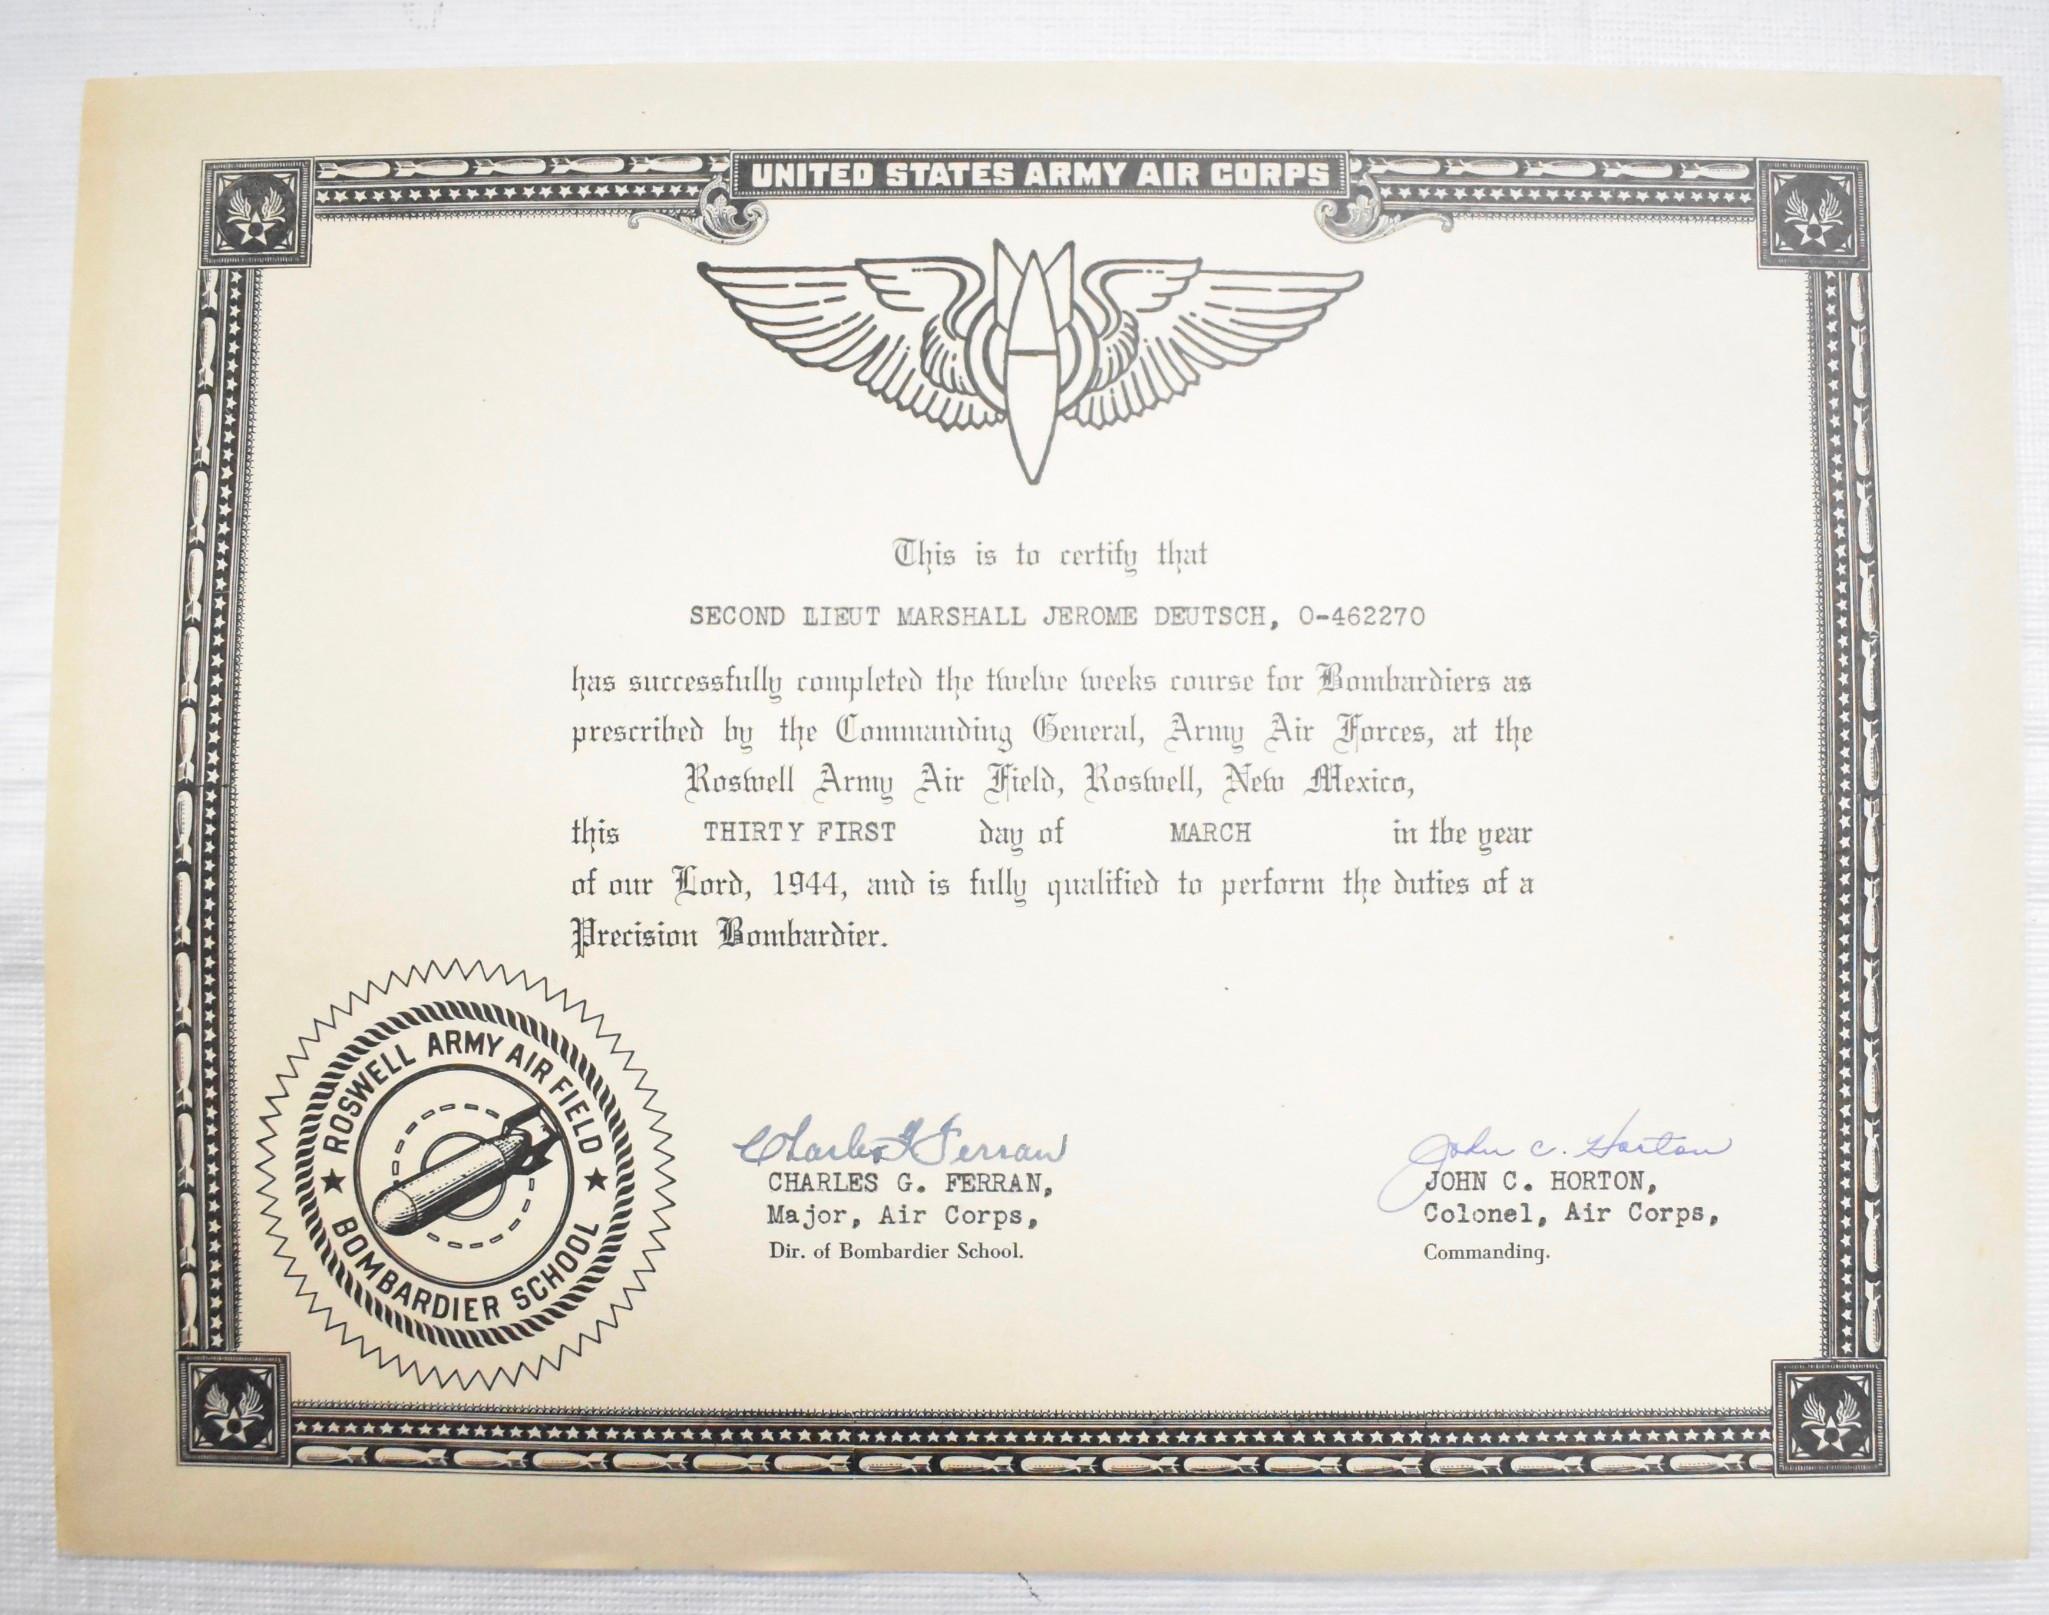 UNITED STATES ARMY AIR CORPS
This is to certify that
SECOND LIEUT MARSHALL JEROME DEUTSCH, O-462270
has successfully completed the twelve weeks course for Bombardiers as
prescribed by the Commanding General, Army Air Forces, at the
Roswell Army Air Field, Roswell, New Mexico,
this THIRTY FIRST day of MARCH in the year
of our Lord, 1944, and is fully qualified to perform the duties of a
Precision Bombardier.
ROSWELL ARMY AIR FIELD
BOMBARDIER SCHOOL
Charles G Ferran
CHARLES G. FERRAN,
Major, Air Corps,
Dir. of Bombardier School.
John C. Horton
JOHN C. HORTON,
Colonel, Air Corps,
Commanding.